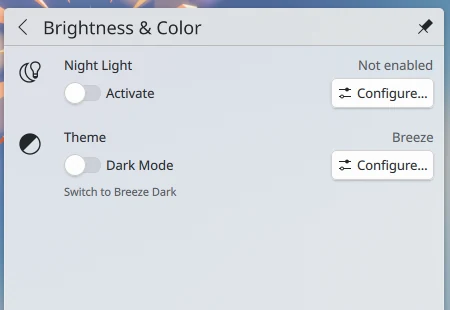 Brightness & Color
Night Light
Not enabled
Activate
Configure...
Theme
Breeze
Dark Mode
Configure...
Switch to Breeze Dark